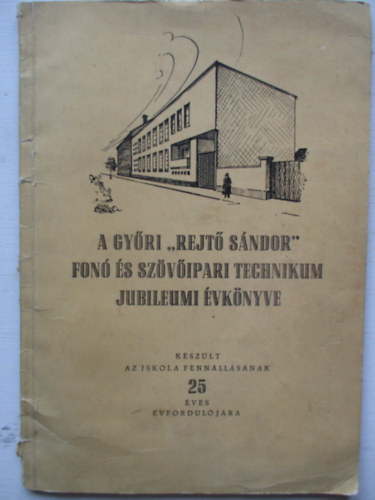 A GYŐRI „REJTŐ SÁNDOR”
FONÓ ÉS SZÖVŐIPARI TECHNIKUM
JUBILEUMI ÉVKÖNYVE
KÉSZÜLT
AZ ISKOLA FENNÁLLÁSÁNAK
25
ÉVES
ÉVFORDULÓJÁRA